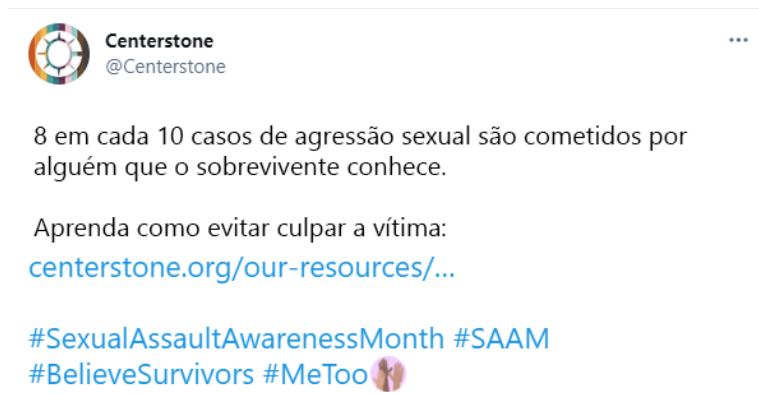 Centerstone
@Centerstone
8 em cada 10 casos de agressão sexual são cometidos por
alguém que o sobrevivente conhece.
Aprenda como evitar culpar a vítima:
centerstone.org/our-resources/...
#SexualAssaultAwarenessMonth #SAAM
#BelieveSurvivors #MeToo